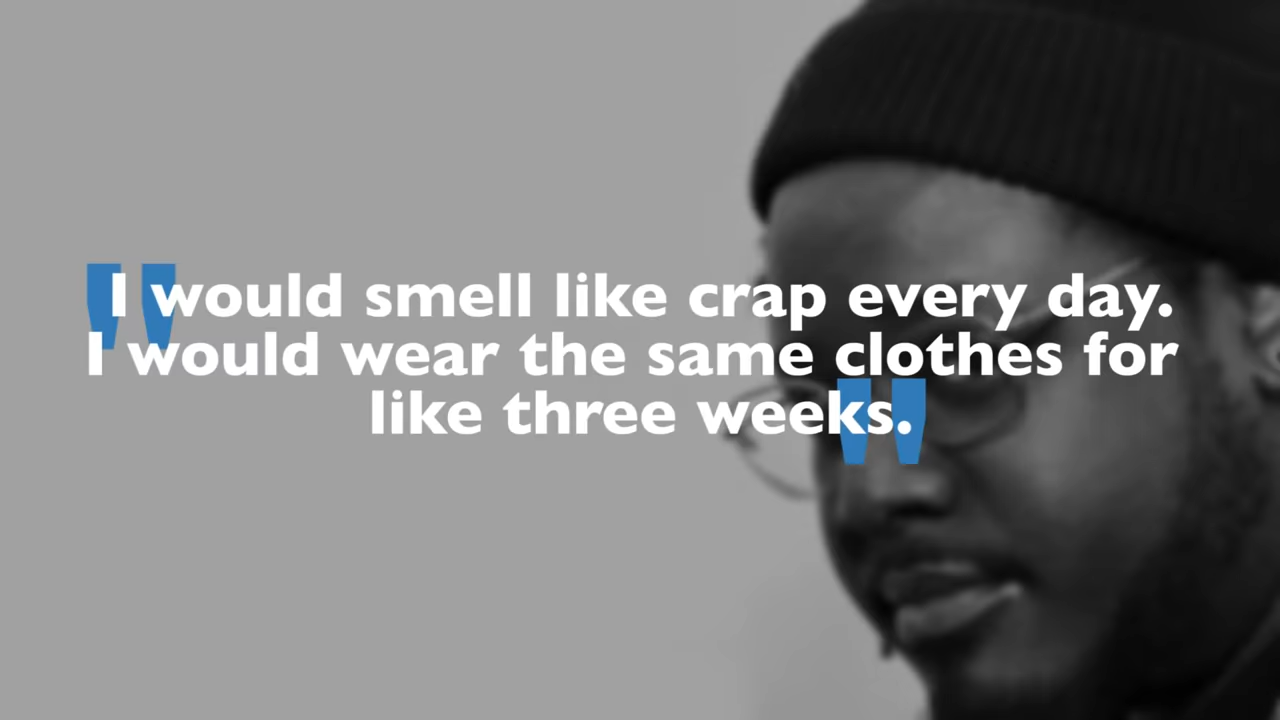 "I would smell like crap every day.
I would wear the same clothes for
like three weeks."